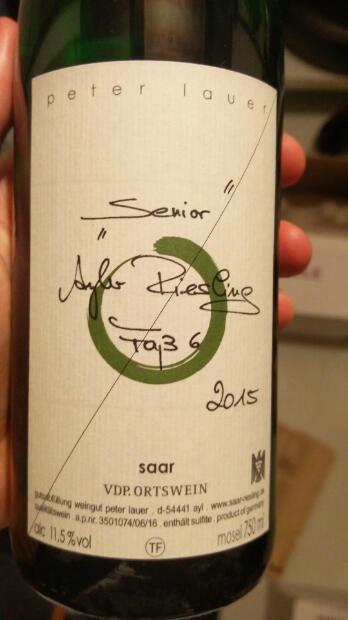 peter lauer
"Senior"
Ayler Riesling
Faß 6
2015
saar
VDP.ORTSWEIN
gutsabfüllung weingut peter lauer . d-54441 ayl . www.saar-riesling.de
qualitätswein . a.p.nr. 3501074/06/16 . enthält sulfite . product of germany
alc 11,5%vol
TF
mosel 750 ml